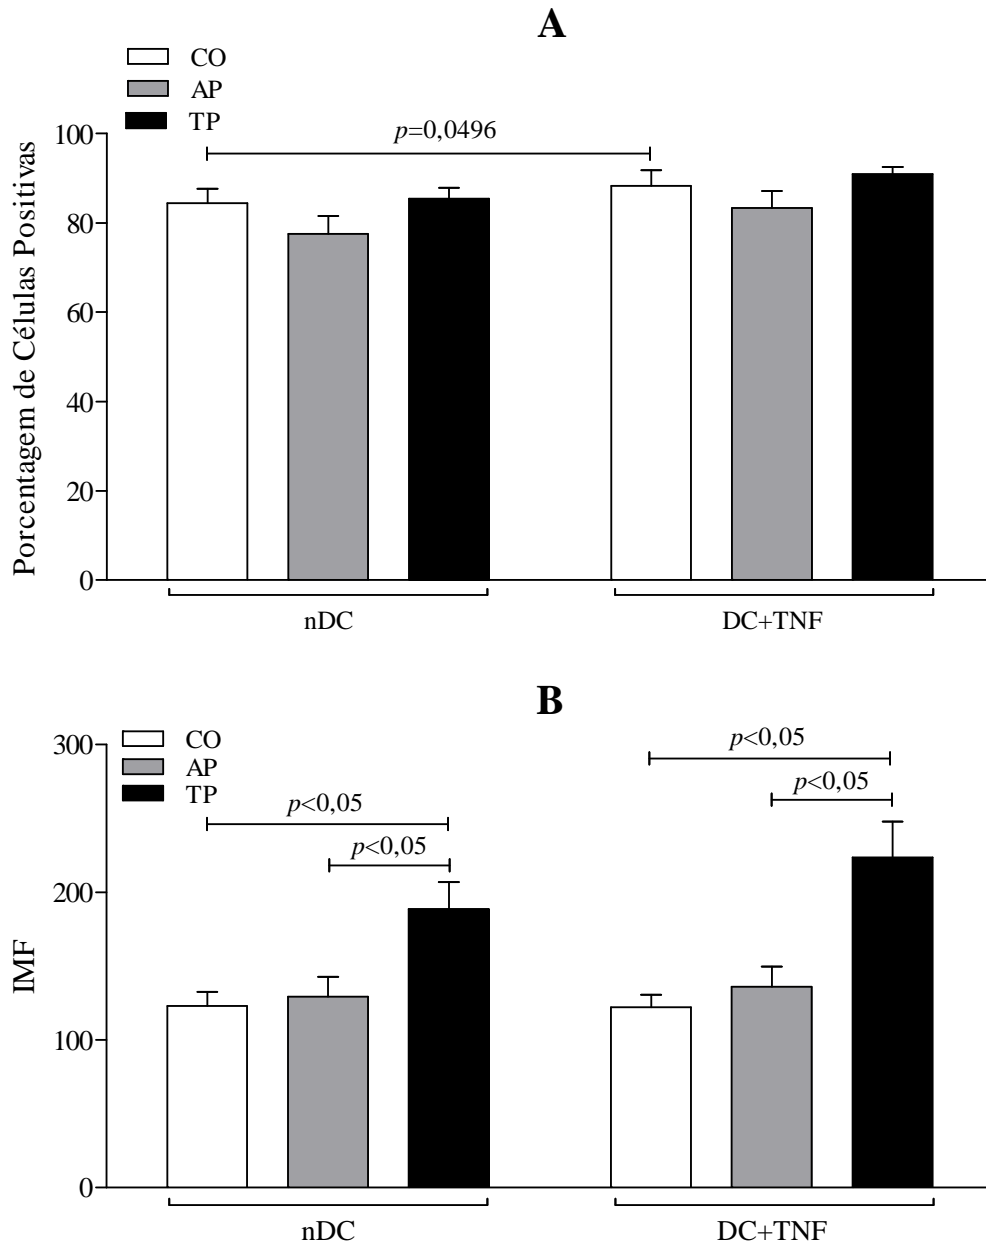 A
CO
AP
TP
Porcentagem de Células Positivas
100
80
60
40
20
0
p=0,0496
nDC
DC+TNF
B
CO
AP
TP
IMF
300
200
100
0
p<0,05
p<0,05
p<0,05
p<0,05
nDC
DC+TNF